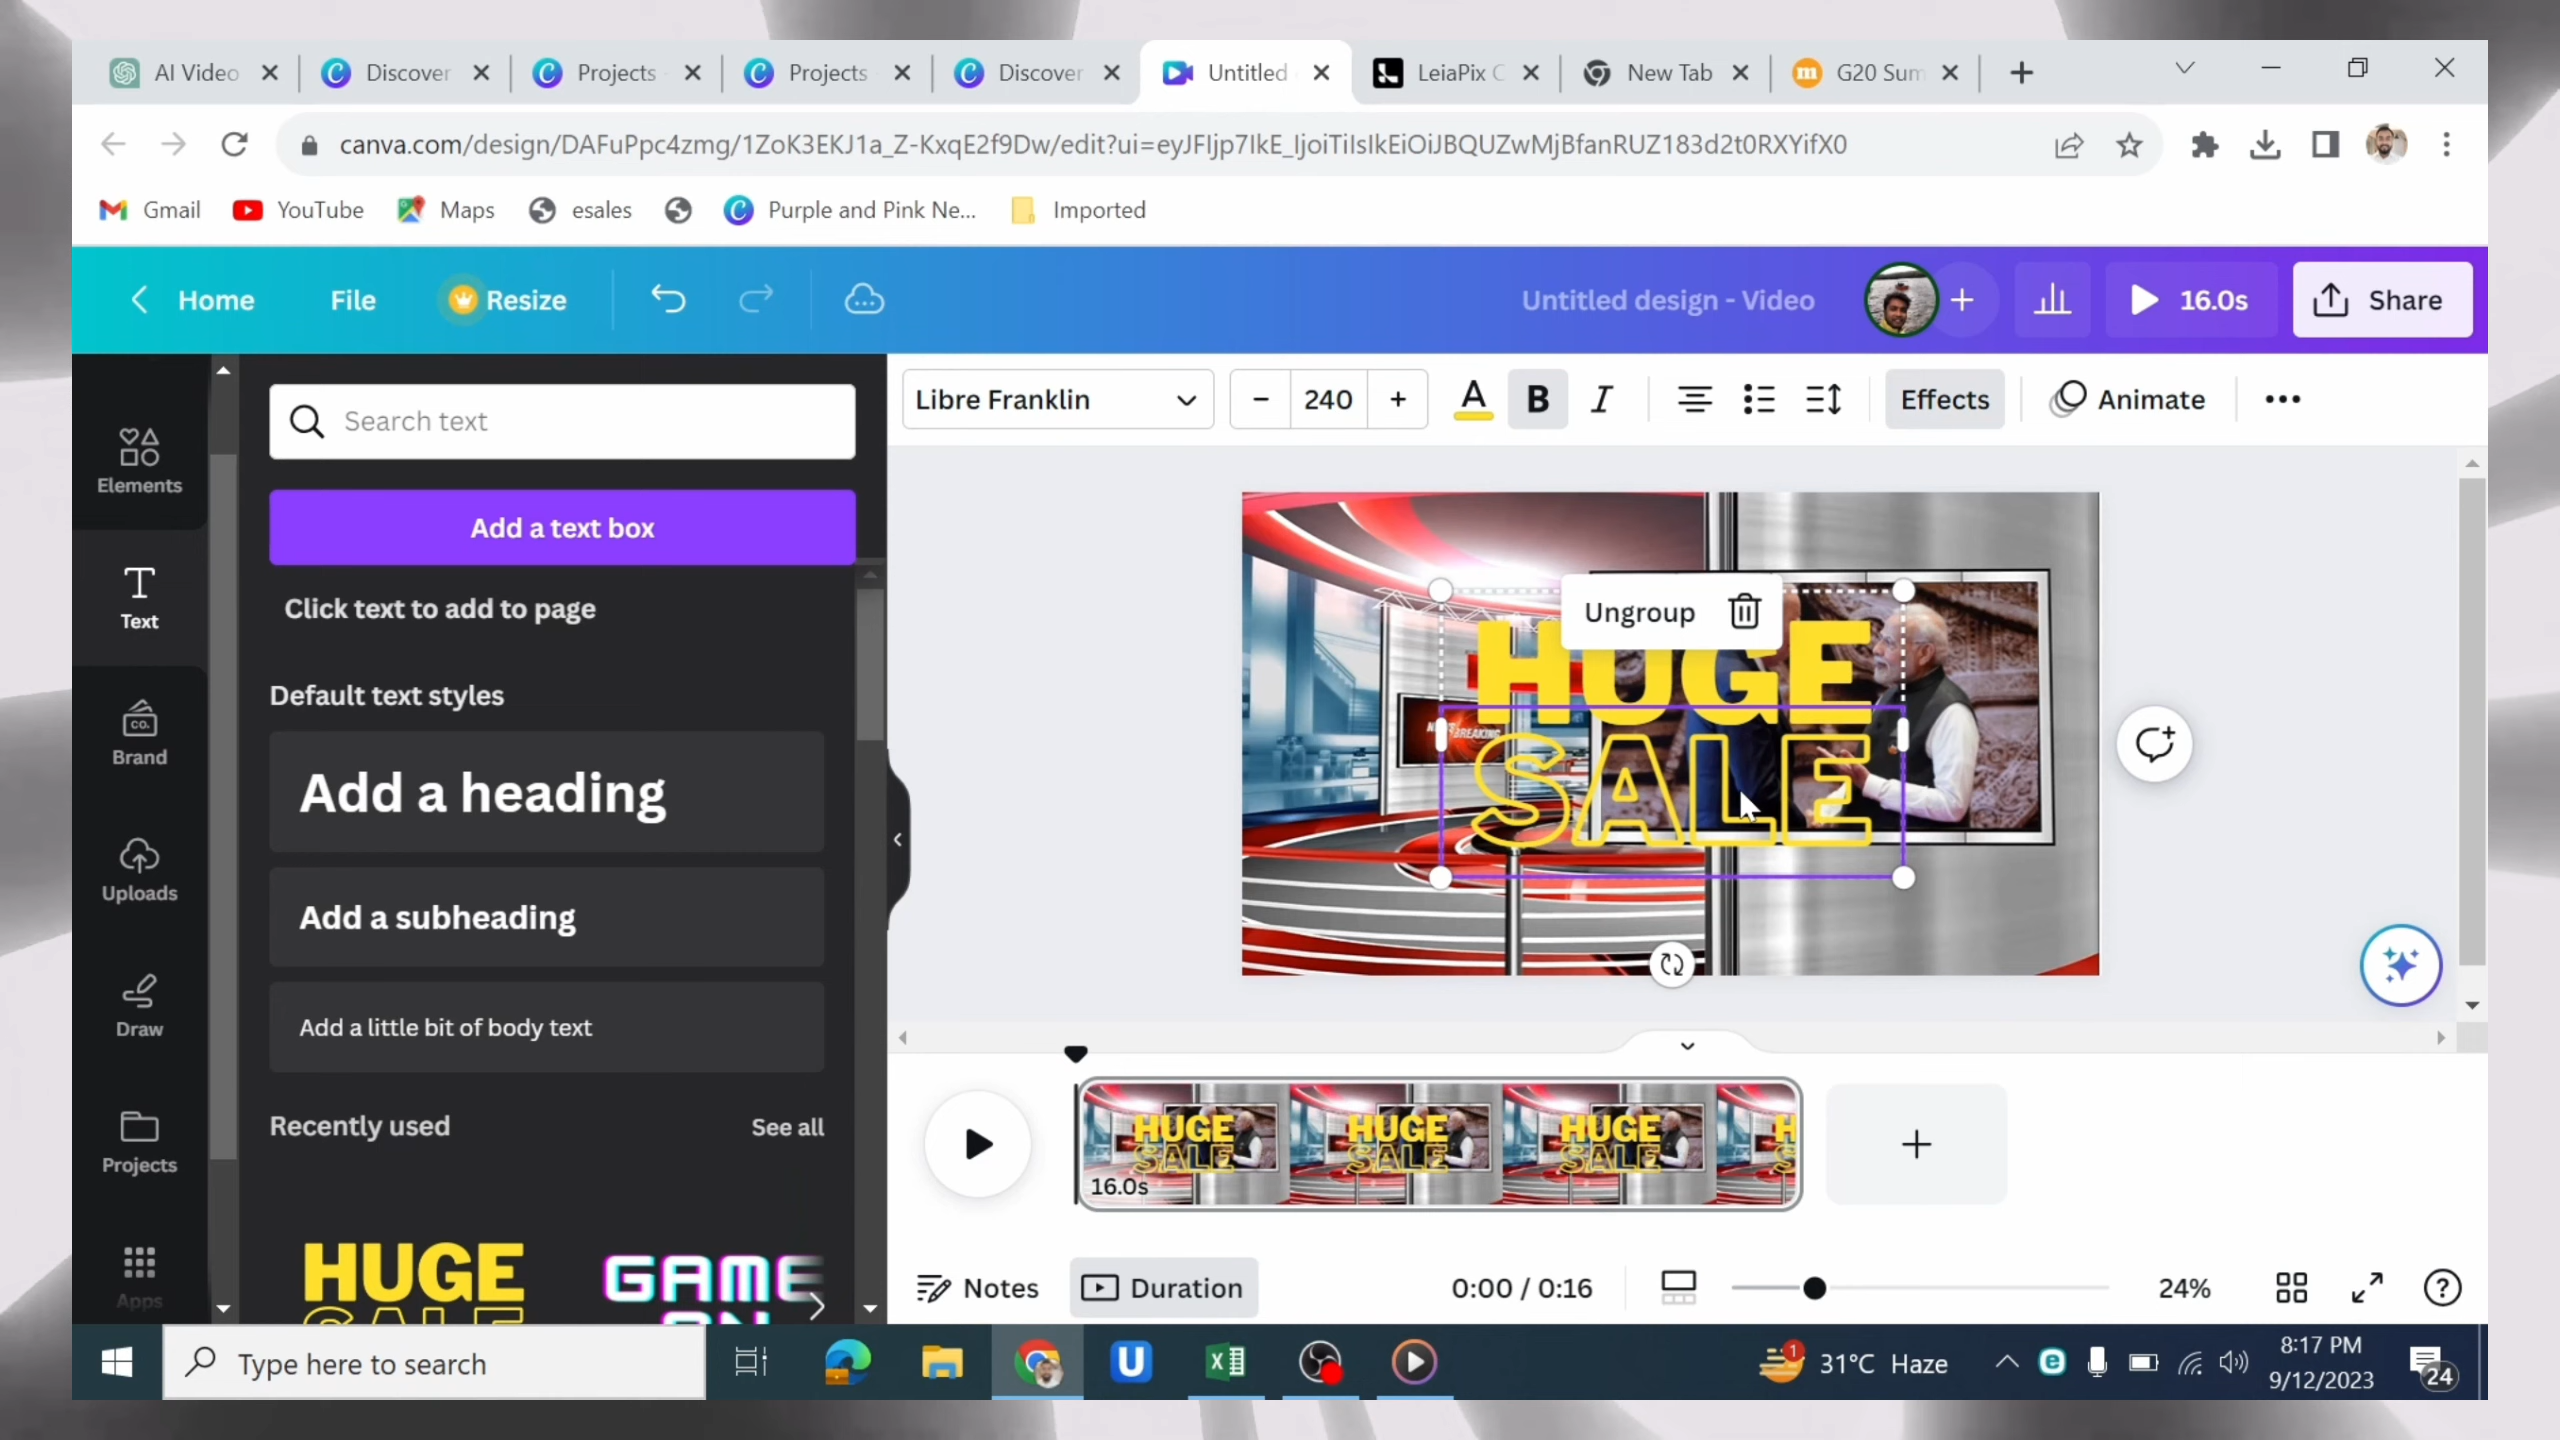 AI Video
Discover
Projects
Projects
Discover
Untitled
LeiaPix C
New Tab
G20 Sum
canva.com/design/DAFuPpc4zmg/1ZoK3EKJ1a_Z-KxqE2f9Dw/edit?ui=eyJFIjp7IkE_IjoiTiIsIkEiOiJBQUZwMjBfanRUZ183d2t0RXYifX0
Gmail
YouTube
Maps
esales
Purple and Pink Ne...
Imported
Home
File
Resize
Untitled design - Video
16.0s
Share
Elements
Text
Brand
Uploads
Draw
Projects
Apps
Search text
Add a text box
Click text to add to page
Default text styles
Add a heading
Add a subheading
Add a little bit of body text
Recently used
See all
HUGE
SALE
GAME
ON
Libre Franklin
240
Effects
Animate
Ungroup
HUGE
SALE
BREAKING
HUGE
SALE
HUGE
SALE
HUGE
SALE
16.0s
Notes
Duration
0:00 / 0:16
24%
Type here to search
31°C Haze
8:17 PM
9/12/2023
24